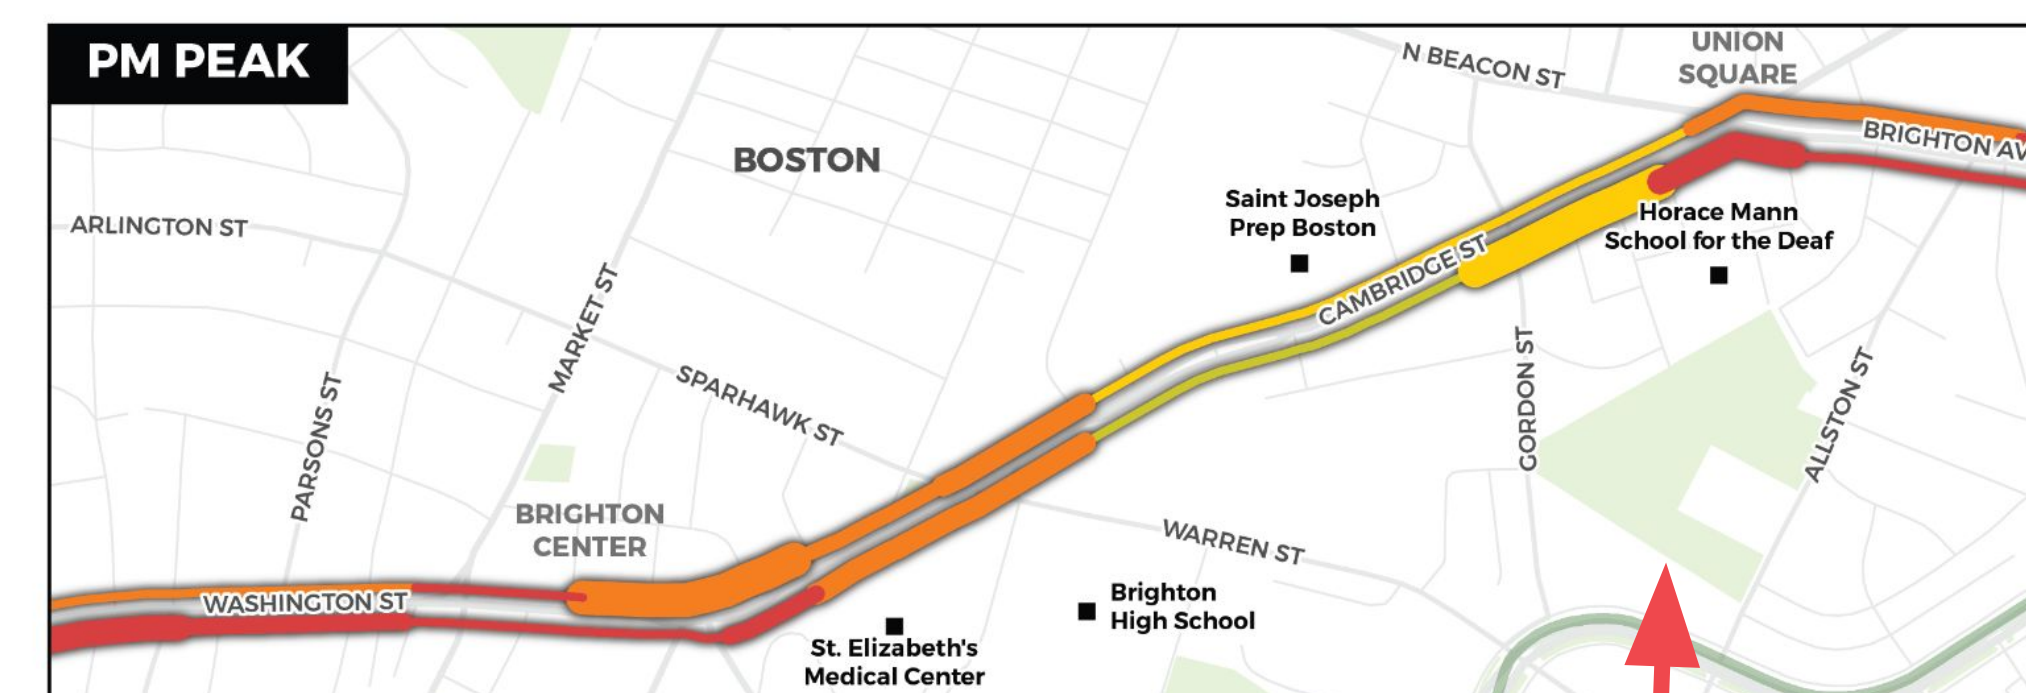 PM PEAK
UNION
SQUARE
N BEACON ST
BRIGHTON AV
BOSTON
Saint Joseph
Prep Boston
Horace Mann
School for the Deaf
ARLINGTON ST
CAMBRIDGE ST
MARKET ST
GORDON ST
ALLSTON ST
PARSONS ST
SPARHAWK ST
BRIGHTON
CENTER
WARREN ST
WASHINGTON ST
Brighton
High School
St. Elizabeth's
Medical Center